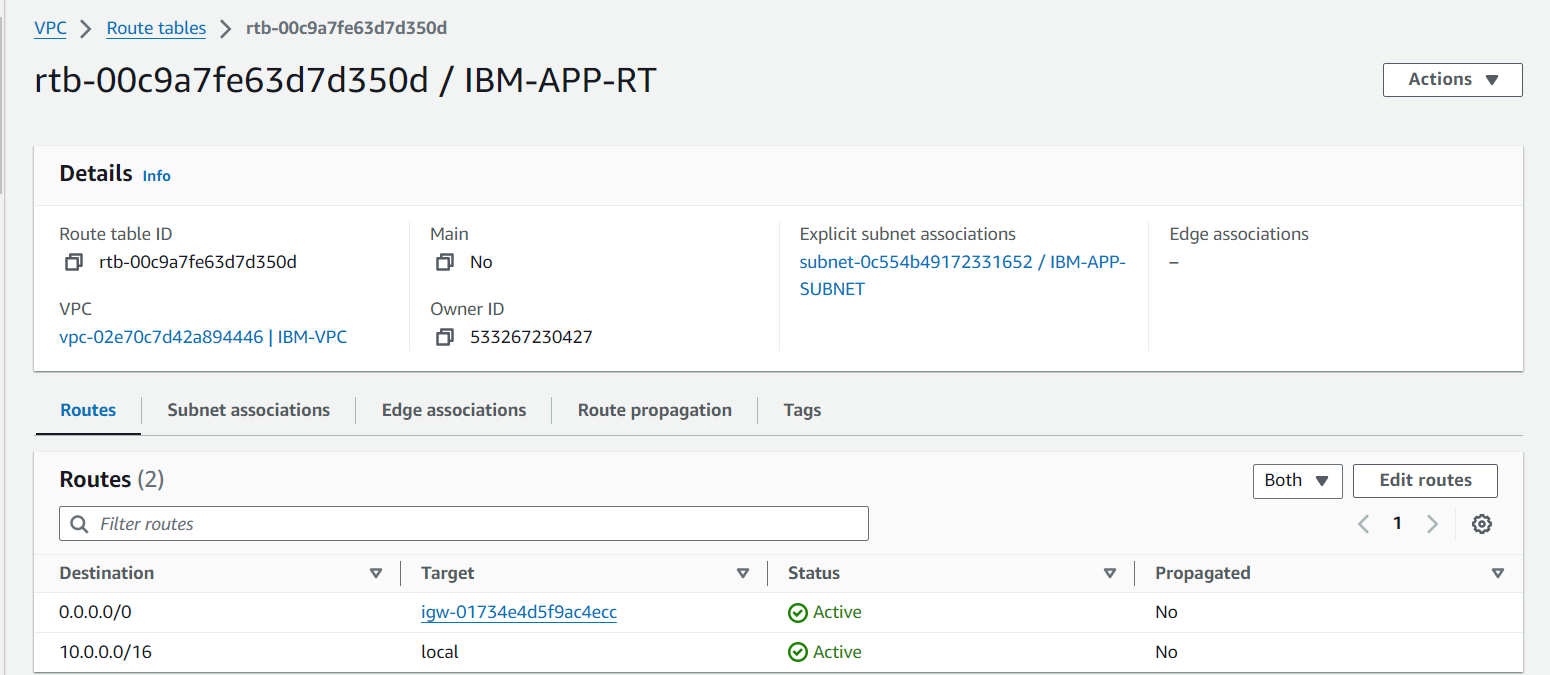 VPC > Route tables > rtb-00c9a7fe63d7d350d
rtb-00c9a7fe63d7d350d / IBM-APP-RT
Actions
Details Info
Route table ID
rtb-00c9a7fe63d7d350d
Main
No
Explicit subnet associations
subnet-0c554b49172331652 / IBM-APP-
SUBNET
Edge associations
–
VPC
vpc-02e70c7d42a894446 | IBM-VPC
Owner ID
533267230427
Routes Subnet associations Edge associations Route propagation Tags
Routes (2)
Both
Edit routes
Filter routes
1
Destination Target Status Propagated
0.0.0.0/0 igw-01734e4d5f9ac4ecc Active No
10.0.0.0/16 local Active No